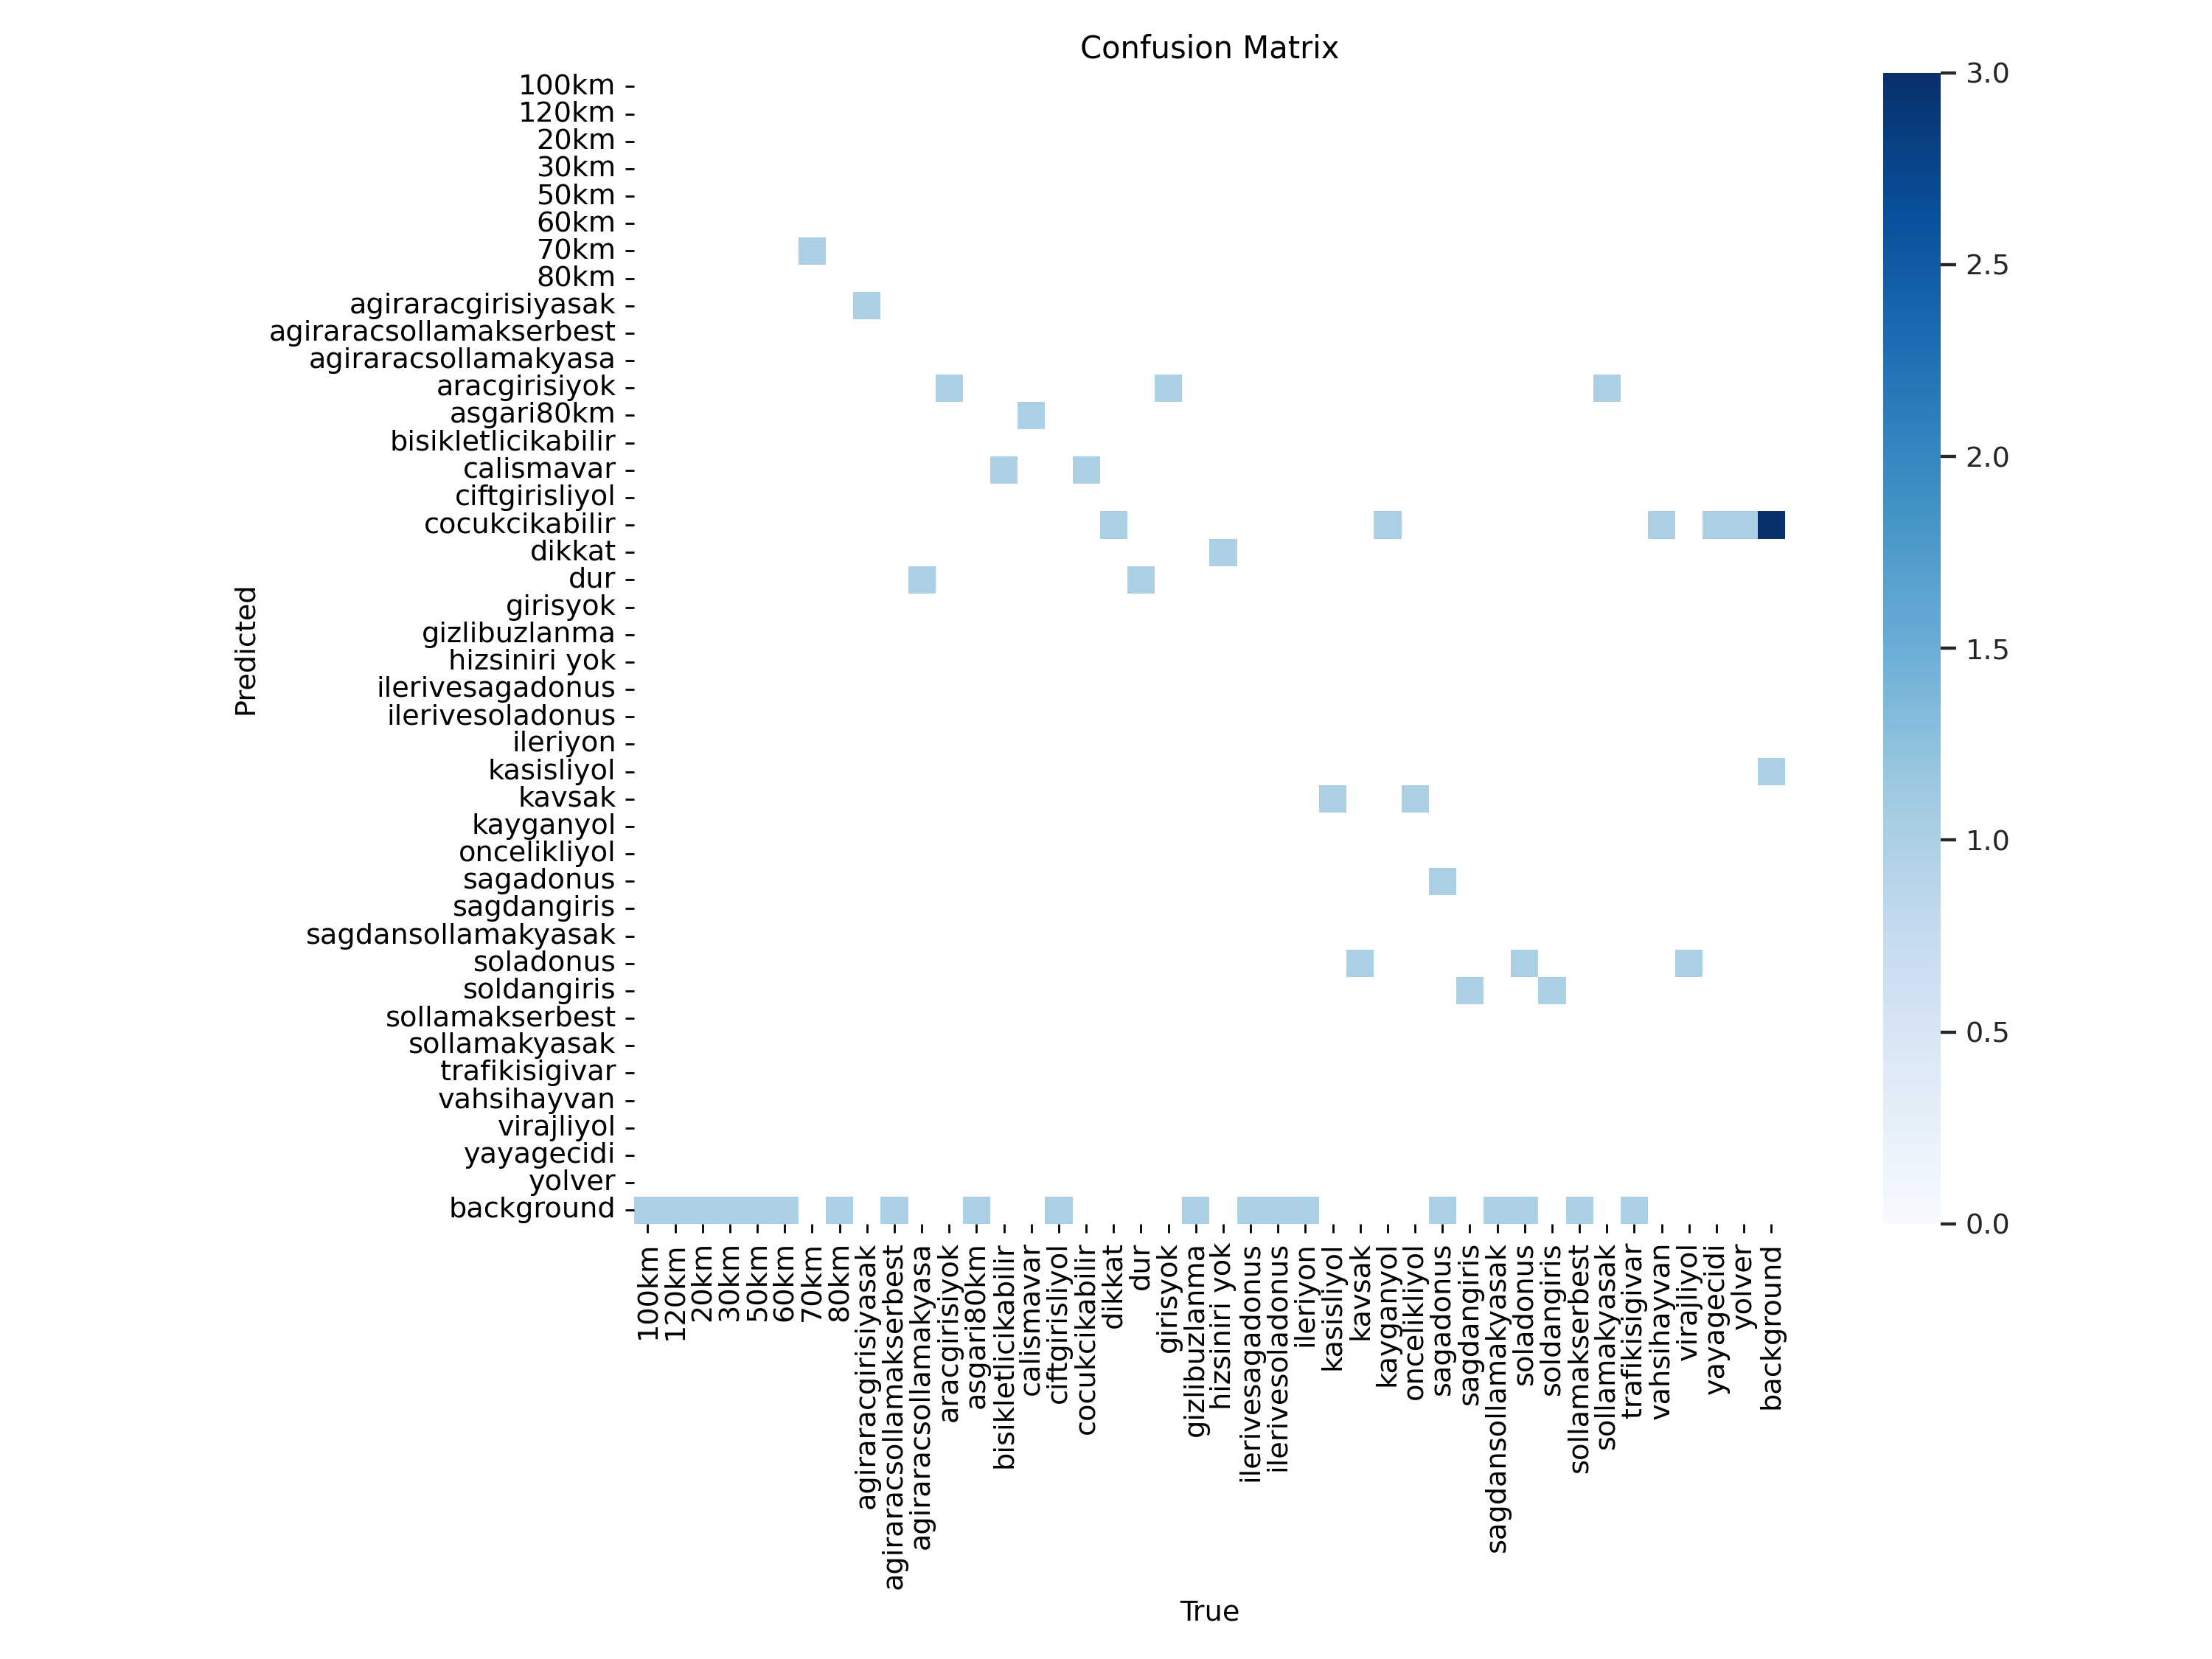 Confusion Matrix
100km
120km
20km
30km
50km
60km
70km
80km
agiraracgirisiyasak
agiraracsollamakserbest
agiraracsollamakyasa
aracgirisiyok
asgari80km
bisikletlicikabilir
calismavar
ciftgirisliyol
cocukcikabilir
dikkat
dur
girisyok
gizlibuzlanma
hizsiniri yok
ilerivesagadonus
ilerivesoladonus
ileriyon
kasisliyol
kavsak
kayganyol
oncelikliyol
sagadonus
sagdangiris
sagdansollamakyasak
soladonus
soldangiris
sollamakserbest
sollamakyasak
trafikisigivar
vahsihayvan
virajliyol
yayagecidi
yolver
background
Predicted
100km
120km
20km
30km
50km
60km
70km
80km
agiraracgirisiyasak
agiraracsollamakserbest
agiraracsollamakyasa
aracgirisiyok
asgari80km
bisikletlicikabilir
calismavar
ciftgirisliyol
cocukcikabilir
dikkat
dur
girisyok
gizlibuzlanma
hizsiniri yok
ilerivesagadonus
ilerivesoladonus
ileriyon
kasisliyol
kavsak
kayganyol
oncelikliyol
sagadonus
sagdangiris
sagdansollamakyasak
soladonus
soldangiris
sollamakserbest
sollamakyasak
trafikisigivar
vahsihayvan
virajliyol
yayagecidi
yolver
background
True
3.0
2.5
2.0
1.5
1.0
0.5
0.0